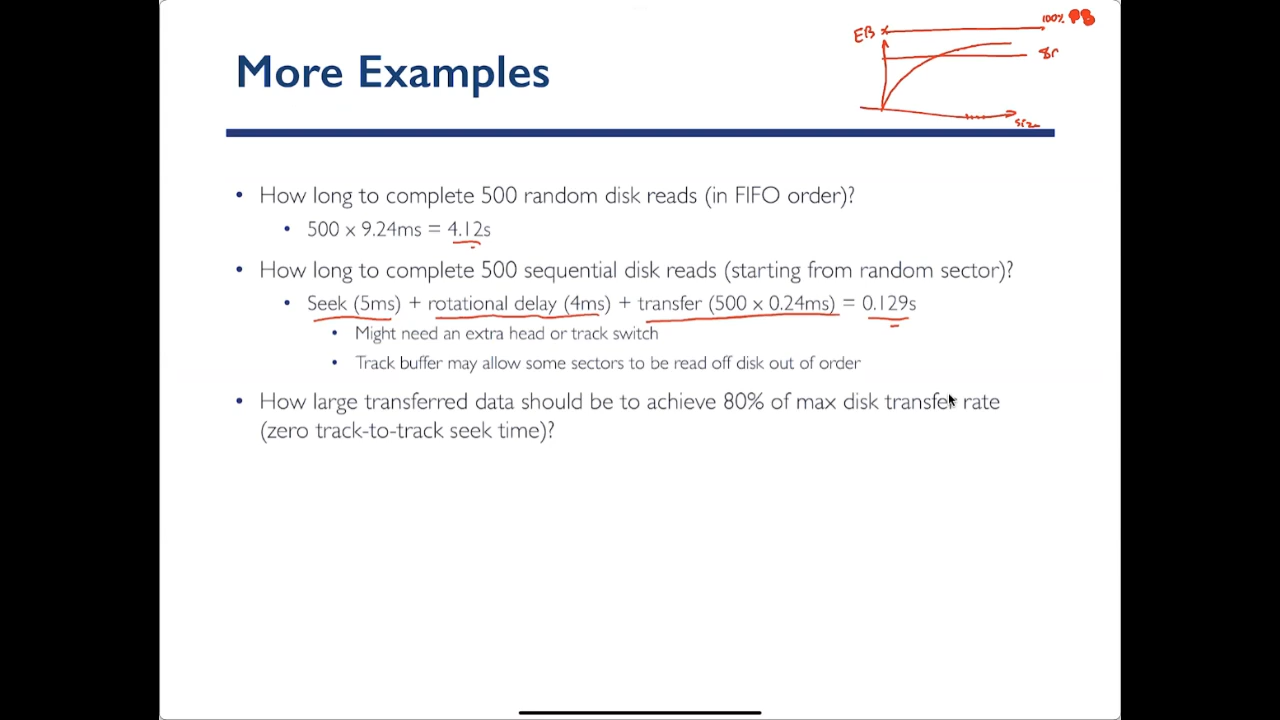 100% PB
EB
80
size
More Examples
• How long to complete 500 random disk reads (in FIFO order)?
• 500 x 9.24ms = 4.12s
• How long to complete 500 sequential disk reads (starting from random sector)?
• Seek (5ms) + rotational delay (4ms) + transfer (500 x 0.24ms) = 0.129s
• Might need an extra head or track switch
• Track buffer may allow some sectors to be read off disk out of order
• How large transferred data should be to achieve 80% of max disk transfer rate
(zero track-to-track seek time)?